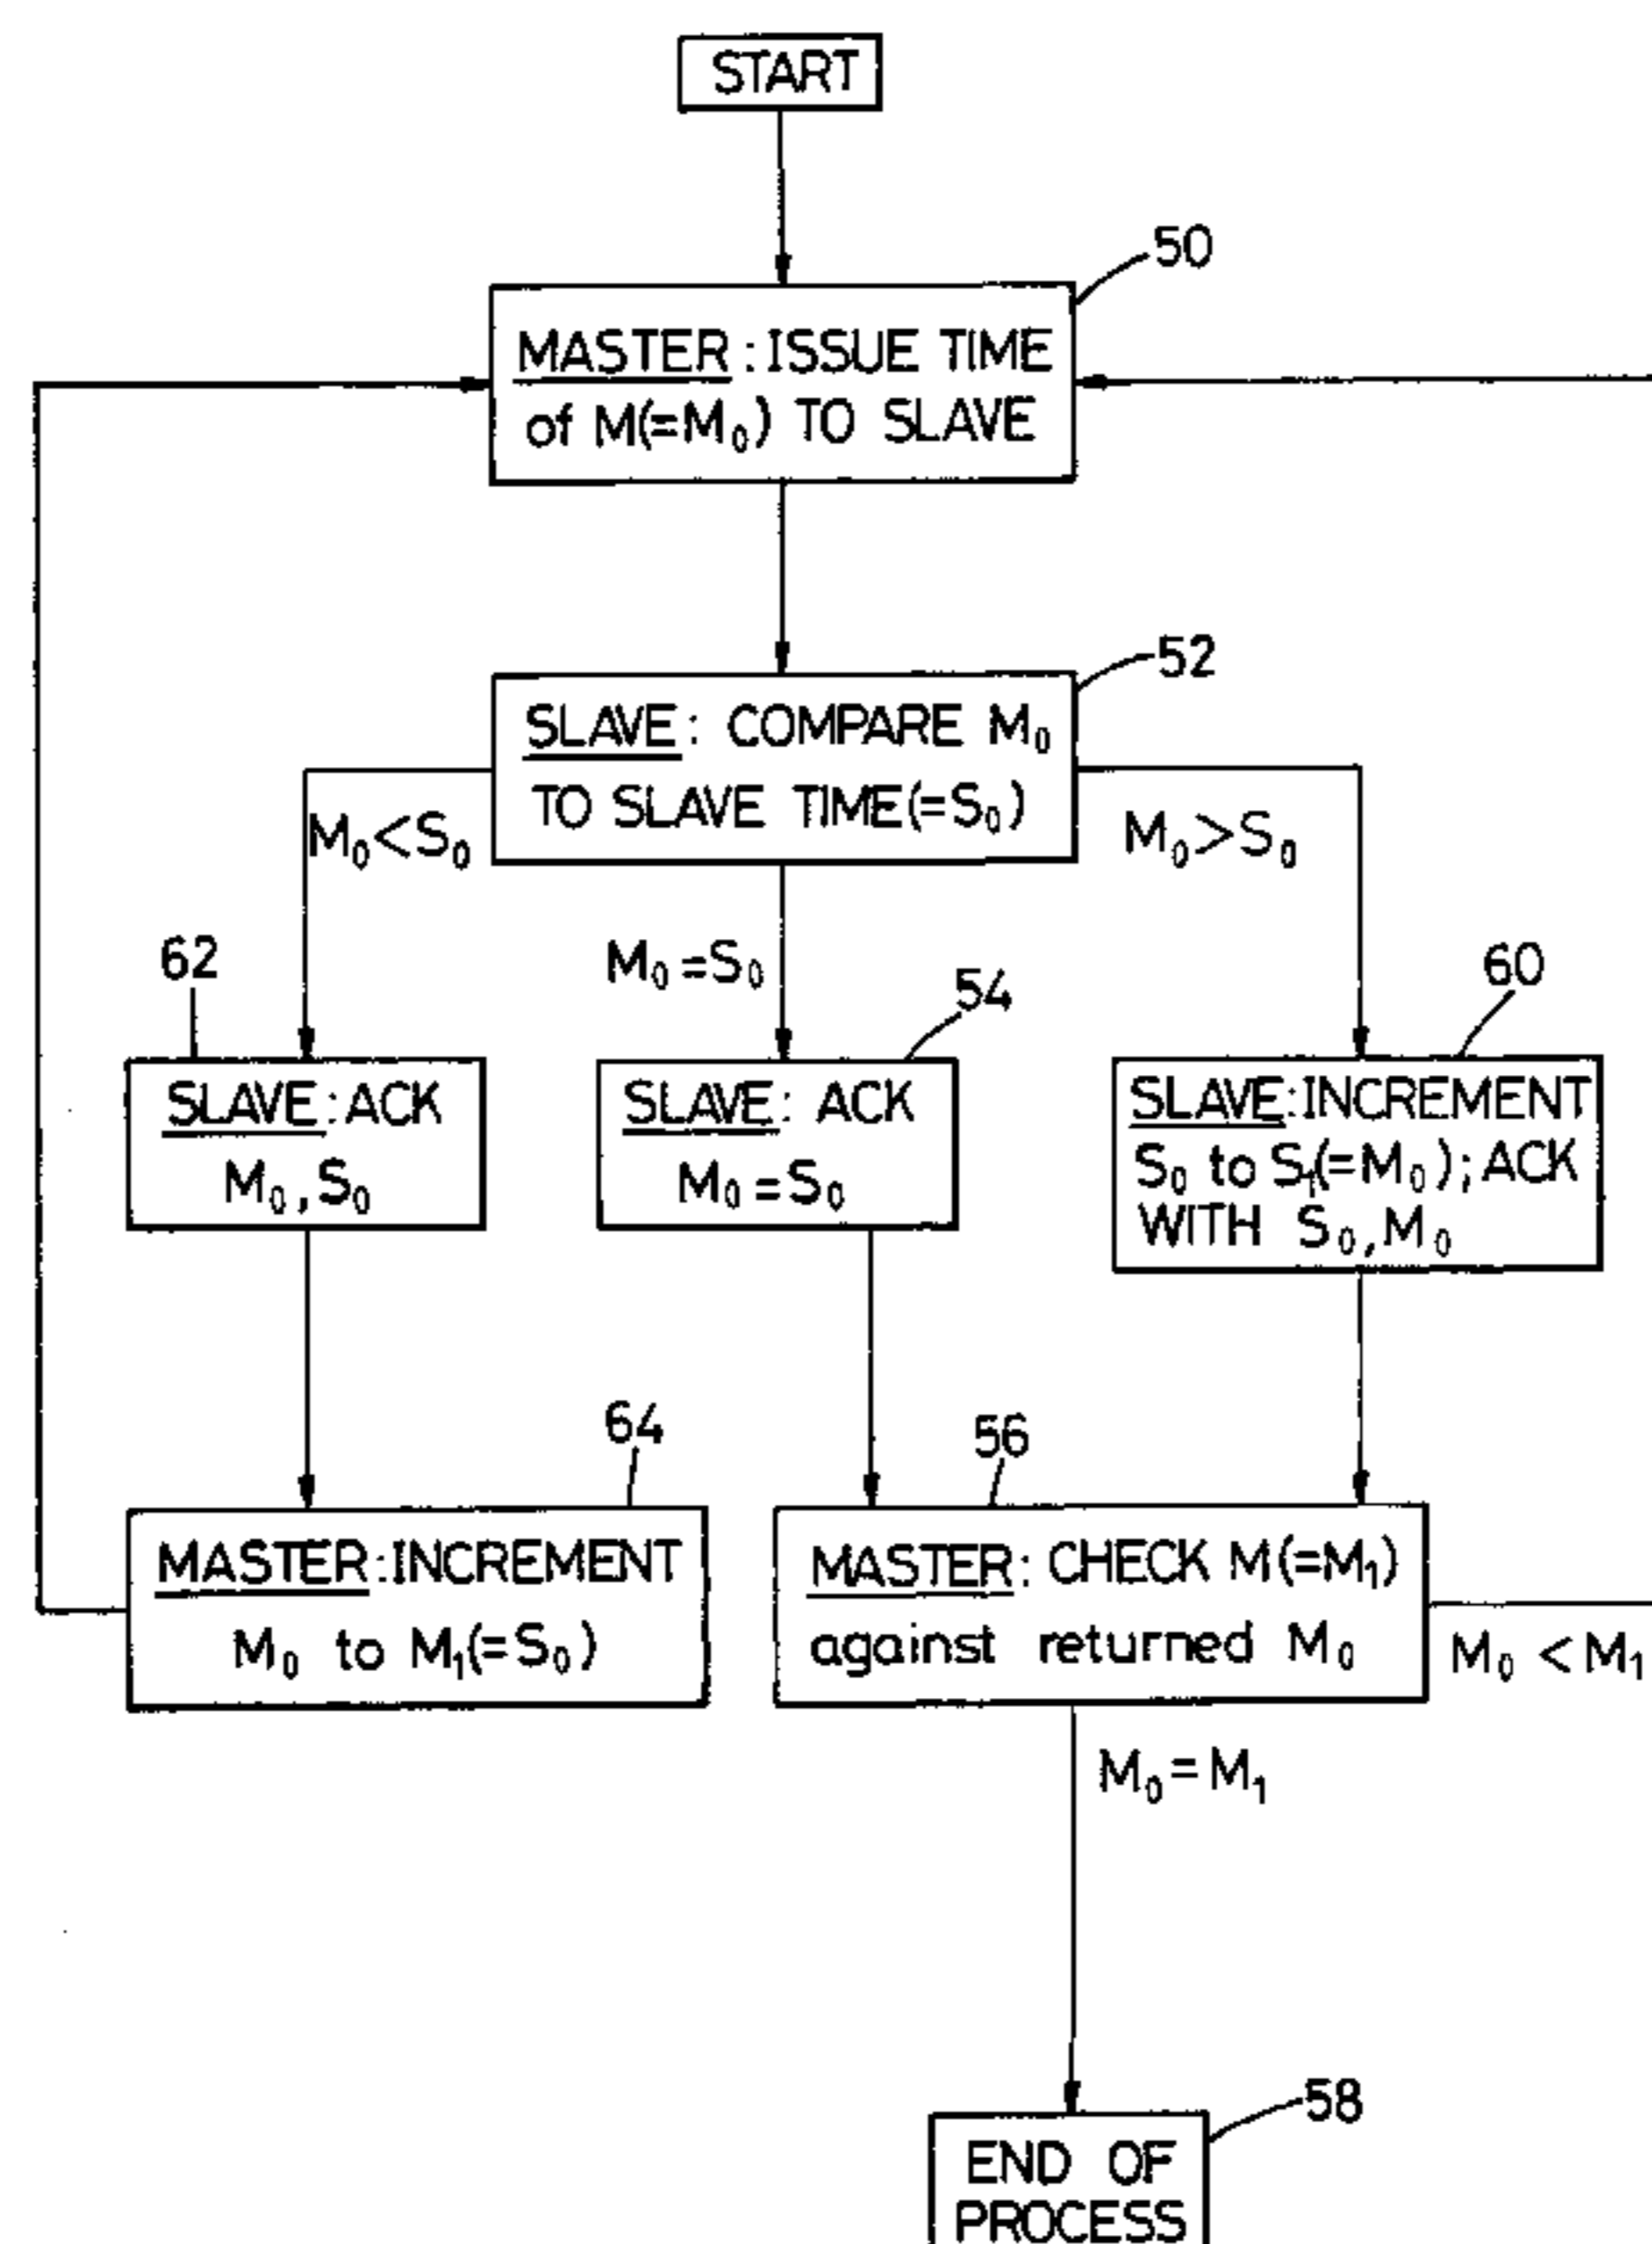 START
50
MASTER : ISSUE TIME
of M(=M₀) TO SLAVE
52
SLAVE : COMPARE M₀
TO SLAVE TIME(=S₀)
M₀<S₀
M₀>S₀
M₀=S₀
62
54
60
SLAVE : ACK
M₀,S₀
SLAVE : ACK
M₀=S₀
SLAVE:INCREMENT
S₀ to S₁(=M₀);ACK
WITH S₀,M₀
64
56
MASTER:INCREMENT
M₀ to M₁(=S₀)
MASTER: CHECK M(=M₁)
against returned M₀
M₀<M₁
M₀=M₁
58
END OF
PROCESS